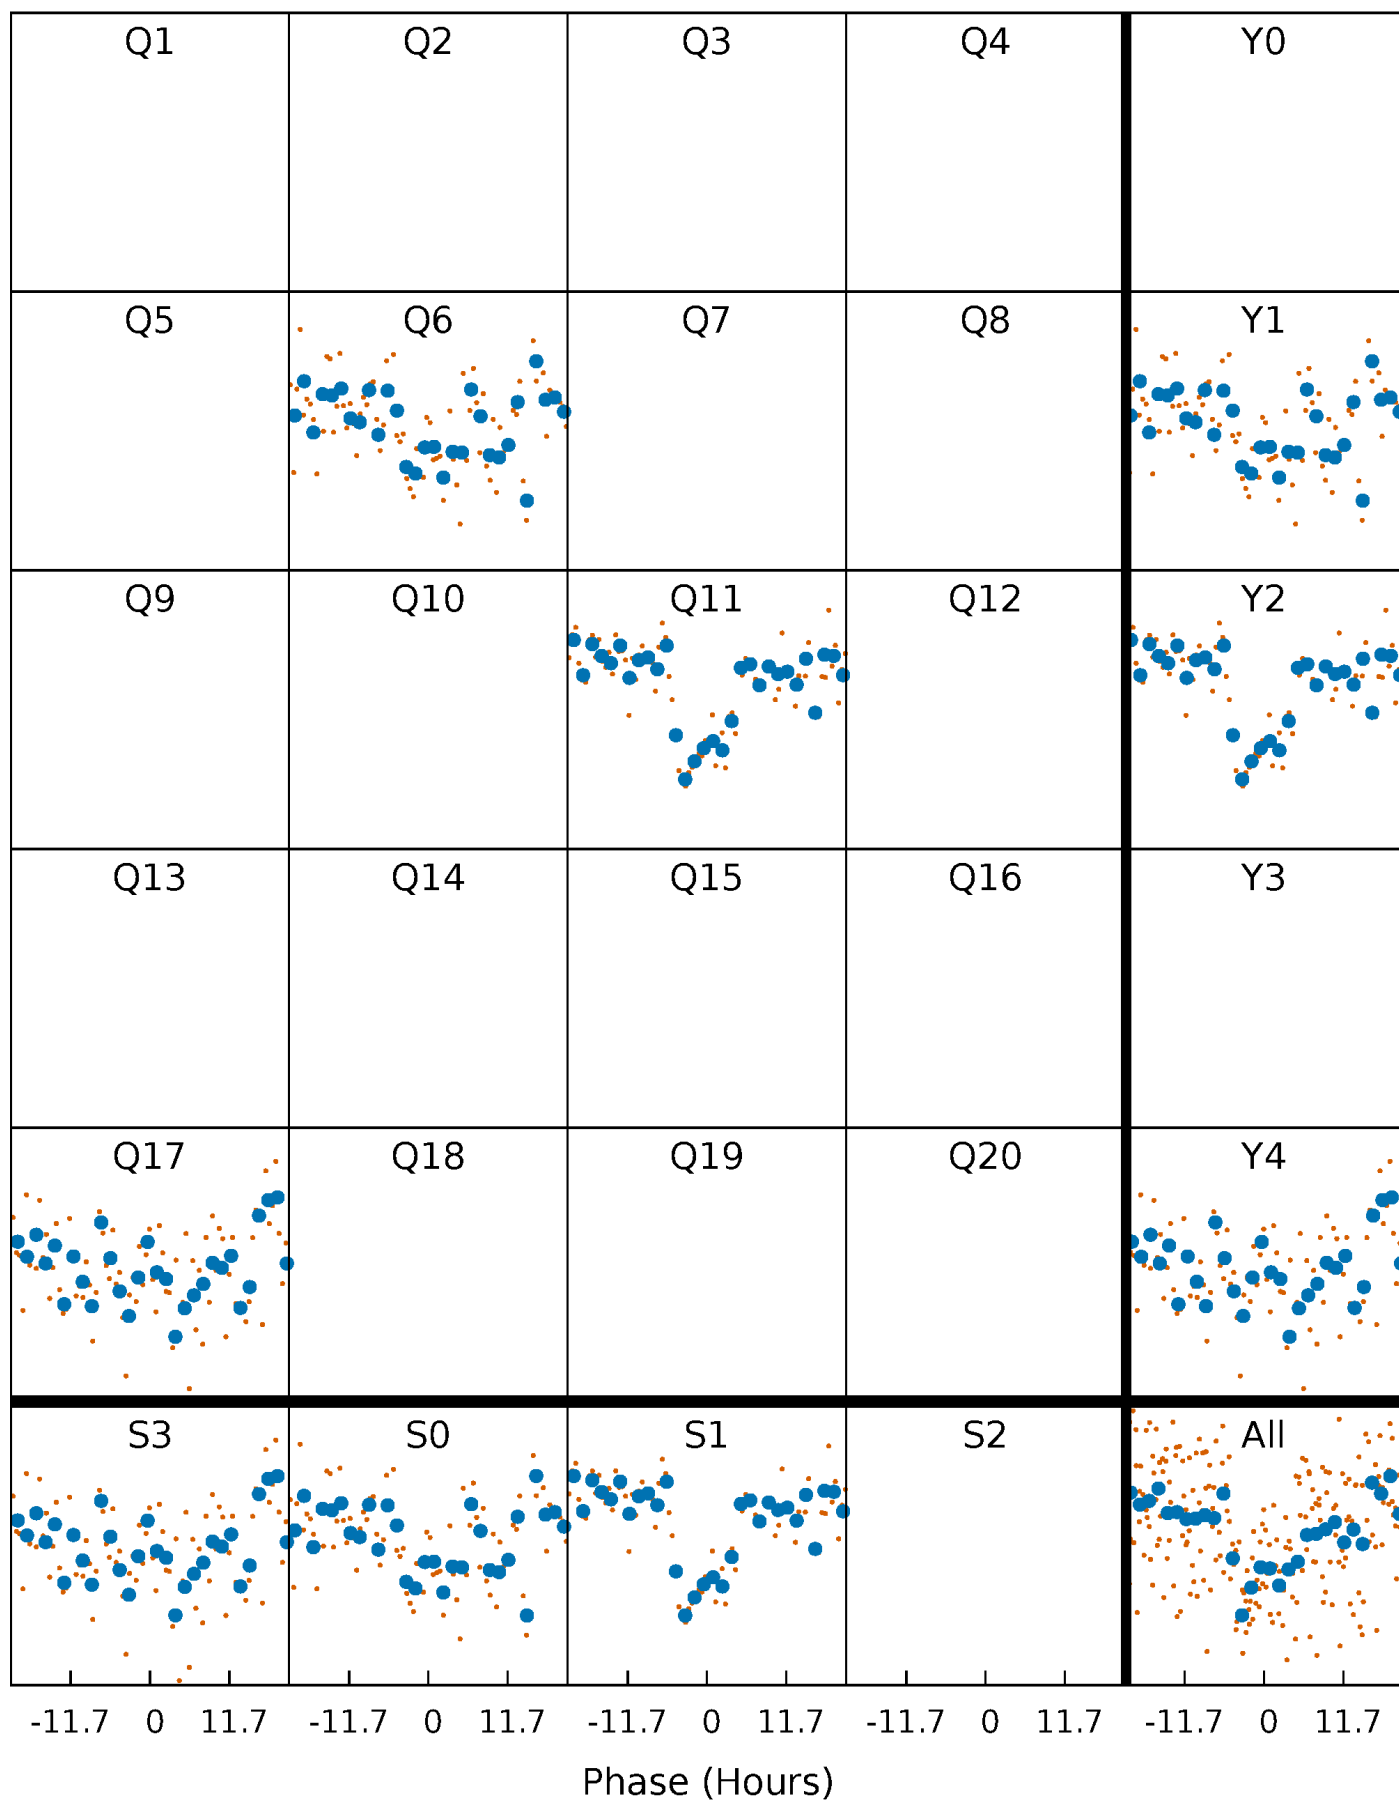 Q1 Q2 Q3 Q4 Y0
Q5 Q6 Q7 Q8 Y1
Q9 Q10 Q11 Q12 Y2
Q13 Q14 Q15 Q16 Y3
Q17 Q18 Q19 Q20 Y4
S3 S0 S1 S2 All
-11.7 0 11.7 -11.7 0 11.7 -11.7 0 11.7 -11.7 0 11.7 -11.7 0 11.7
Phase (Hours)